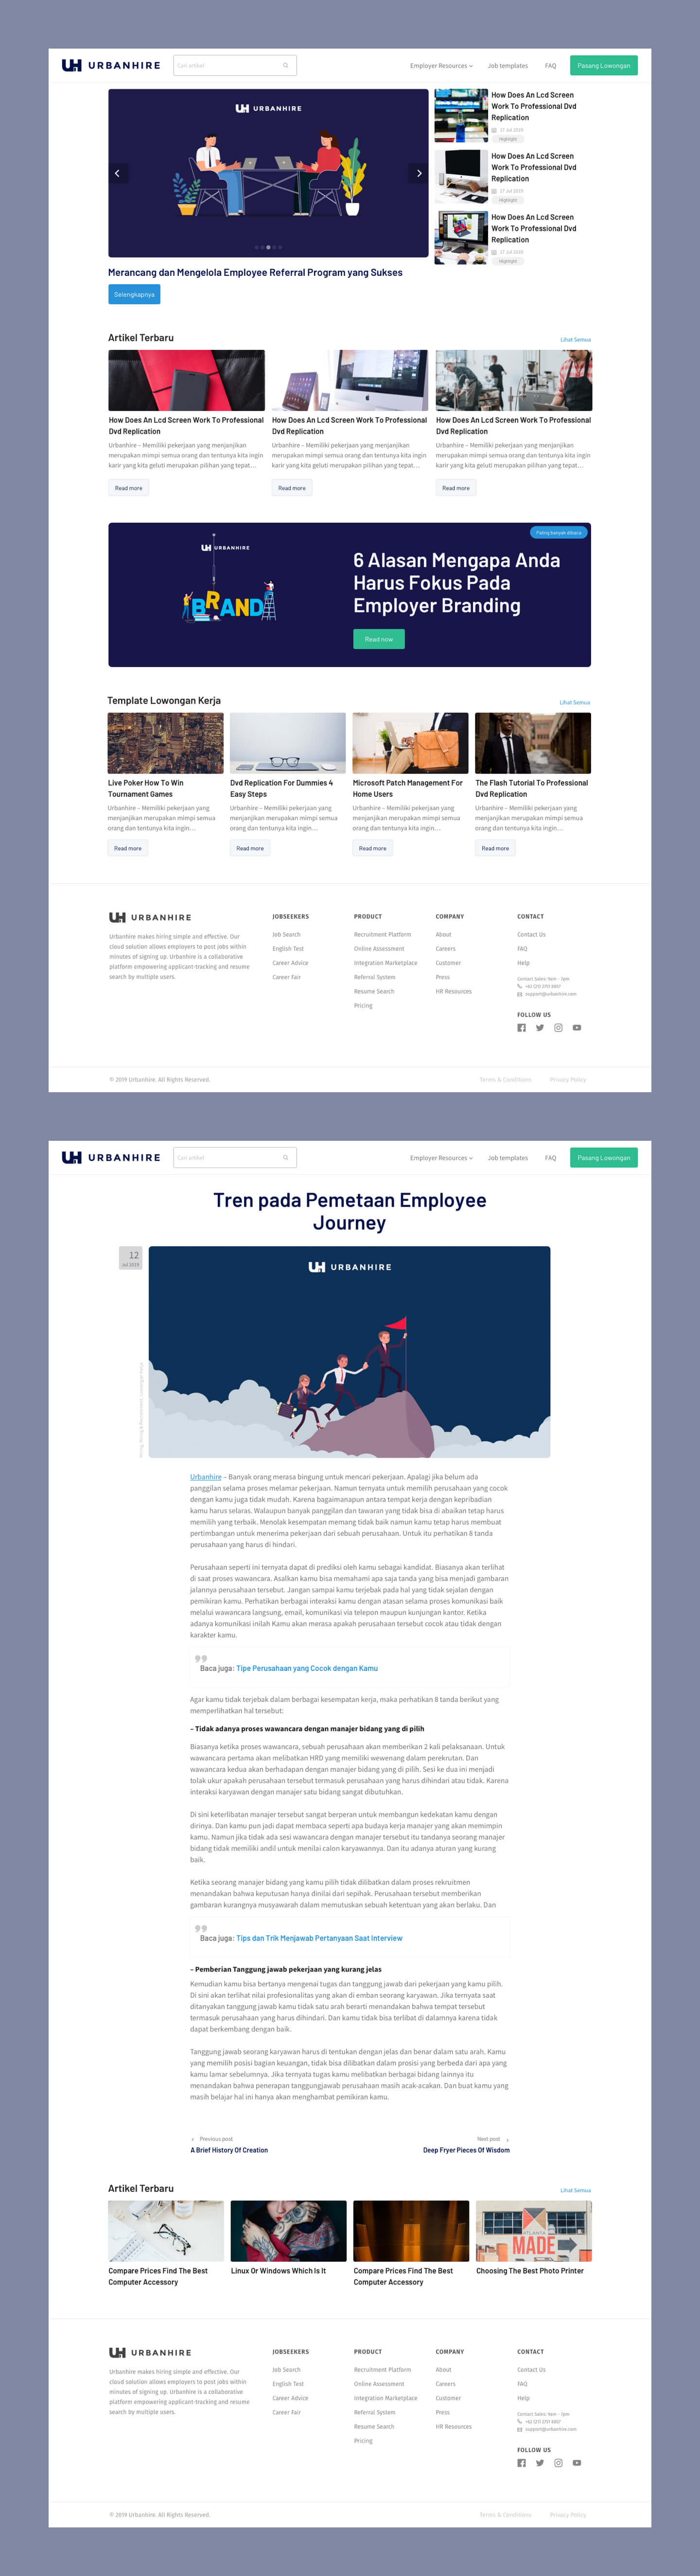 URBANHIRE
Cari artikel
Employer Resources
Job templates
FAQ
Pasang Lowongan
URBANHIRE
Merancang dan Mengelola Employee Referral Program yang Sukses
Selengkapnya
How Does An Lcd Screen
Work To Professional Dvd
Replication
17 Jul 2019
Highlight
How Does An Lcd Screen
Work To Professional Dvd
Replication
17 Jul 2019
Highlight
How Does An Lcd Screen
Work To Professional Dvd
Replication
17 Jul 2019
Highlight
Artikel Terbaru
Lihat Semua
How Does An Lcd Screen Work To Professional
Dvd Replication
Urbanhire – Memiliki pekerjaan yang menjanjikan
merupakan mimpi semua orang dan tentunya kita ingin
karir yang kita geluti merupakan pilihan yang tepat...
Read more
How Does An Lcd Screen Work To Professional
Dvd Replication
Urbanhire – Memiliki pekerjaan yang menjanjikan
merupakan mimpi semua orang dan tentunya kita ingin
karir yang kita geluti merupakan pilihan yang tepat...
Read more
How Does An Lcd Screen Work To Professional
Dvd Replication
Urbanhire – Memiliki pekerjaan yang menjanjikan
merupakan mimpi semua orang dan tentunya kita ingin
karir yang kita geluti merupakan pilihan yang tepat...
Read more
URBANHIRE
BRAND
Paling banyak dibaca
6 Alasan Mengapa Anda
Harus Fokus Pada
Employer Branding
Read now
Template Lowongan Kerja
Lihat Semua
Live Poker How To Win
Tournament Games
Urbanhire – Memiliki pekerjaan yang
menjanjikan merupakan mimpi semua
orang dan tentunya kita ingin...
Read more
Dvd Replication For Dummies 4
Easy Steps
Urbanhire – Memiliki pekerjaan yang
menjanjikan merupakan mimpi semua
orang dan tentunya kita ingin...
Read more
Microsoft Patch Management For
Home Users
Urbanhire – Memiliki pekerjaan yang
menjanjikan merupakan mimpi semua
orang dan tentunya kita ingin...
Read more
The Flash Tutorial To Professional
Dvd Replication
Urbanhire – Memiliki pekerjaan yang
menjanjikan merupakan mimpi semua
orang dan tentunya kita ingin...
Read more
URBANHIRE
Urbanhire makes hiring simple and effective. Our
cloud solution allows employers to post jobs within
minutes of signing up. Urbanhire is a collaborative
platform empowering applicant-tracking and resume
search by multiple users.
JOBSEEKERS
Job Search
English Test
Career Advice
Career Fair
PRODUCT
Recruitment Platform
Online Assessment
Integration Marketplace
Referral System
Resume Search
Pricing
COMPANY
About
Careers
Customer
Press
HR Resources
CONTACT
Contact Us
FAQ
Help
Contact Sales: 9am - 7pm
+62 (21) 3751 8857
support@urbanhire.com
FOLLOW US
© 2019 Urbanhire. All Rights Reserved.
Terms & Conditions
Privacy Policy
URBANHIRE
Cari artikel
Employer Resources
Job templates
FAQ
Pasang Lowongan
Tren pada Pemetaan Employee
Journey
12
Jul 2019
URBANHIRE
Urbanhire – Banyak orang merasa bingung untuk mencari pekerjaan. Apalagi jika belum ada
panggilan selama proses melamar pekerjaan. Namun ternyata untuk memilih perusahaan yang cocok
dengan kamu juga tidak mudah. Karena bagaimanapun antara tempat kerja dengan kepribadian
kamu harus selaras. Walaupun banyak panggilan dan tawaran yang tidak bisa di abaikan tetap harus
memilih yang terbaik. Menolak kesempatan memang tidak baik namun kamu tetap harus membuat
pertimbangan untuk menerima pekerjaan dari sebuah perusahaan. Untuk itu perhatikan 8 tanda
perusahaan yang harus di hindari.
Perusahaan seperti ini ternyata dapat di prediksi oleh kamu sebagai kandidat. Biasanya akan terlihat
di saat proses wawancara. Asalkan kamu bisa memahami apa saja tanda yang bisa menjadi gambaran
jalannya perusahaan tersebut. Jangan sampai kamu terjebak pada hal yang tidak sejalan dengan
pemikiran kamu. Perhatikan berbagai interaksi kamu dengan atasan selama proses komunikasi baik
melalui wawancara langsung, email, komunikasi via telepon maupun kunjungan kantor. Ketika
adanya komunikasi inilah Kamu akan merasa apakah perusahaan tersebut cocok atau tidak dengan
karakter kamu.
Baca juga: Tipe Perusahaan yang Cocok dengan Kamu
Agar kamu tidak terjebak dalam berbagai kesempatan kerja, maka perhatikan 8 tanda berikut yang
memperlihatkan hal tersebut:
– Tidak adanya proses wawancara dengan manajer bidang yang di pilih
Biasanya ketika proses wawancara, sebuah perusahaan akan memberikan 2 kali pelaksanaan. Untuk
wawancara pertama akan melibatkan HRD yang memiliki wewenang dalam perekrutan. Dan
wawancara kedua akan berhadapan dengan manajer bidang yang di pilih. Sesi ke dua ini menjadi
tolak ukur apakah perusahaan tersebut termasuk perusahaan yang harus dihindari atau tidak. Karena
interaksi karyawan dengan manajer satu bidang sangat dibutuhkan.
Di sini keterlibatan manajer tersebut sangat berperan untuk membangun kedekatan kamu dengan
dirinya. Dan kamu pun jadi dapat membaca seperti apa budaya kerja manajer yang akan memimpin
kamu. Namun jika tidak ada sesi wawancara dengan manajer tersebut itu tandanya seorang manajer
bidang tidak memiliki andil untuk menilai calon karyawannya. Dan itu adanya aturan yang kurang
baik.
Ketika seorang manajer bidang yang kamu pilih tidak dilibatkan dalam proses rekruitmen
menandakan bahwa keputusan hanya dinilai dari sepihak. Perusahaan tersebut memberikan
gambaran kurangnya musyawarah dalam memutuskan sebuah ketentuan yang akan berlaku. Dan
Baca juga: Tips dan Trik Menjawab Pertanyaan Saat Interview
– Pemberian Tanggung jawab pekerjaan yang kurang jelas
Kemudian kamu bisa bertanya mengenai tugas dan tanggung jawab dari pekerjaan yang kamu pilih.
Di sini akan terlihat nilai profesionalitas yang akan di emban seorang karyawan. Jika ternyata saat
ditanyakan tanggung jawab kamu tidak satu arah berarti menandakan bahwa tempat tersebut
termasuk perusahaan yang harus dihindari. Dan kamu tidak bisa terlibat di dalamnya karena tidak
dapat berkembang dengan baik.
Tanggung jawab seorang karyawan harus di tentukan dengan jelas dan benar dalam satu arah. Kamu
yang memilih posisi bagian keuangan, tidak bisa dilibatkan dalam prosisi yang berbeda dari apa yang
kamu lamar sebelumnya. Jika ternyata tugas kamu melibatkan berbagai bidang lainnya itu
menandakan bahwa penerapan tanggungjawab perusahaan masih acak-acakan. Dan buat kamu yang
masih belajar hal ini hanya akan menghambat pemikiran kamu.
Previous post
A Brief History Of Creation
Next post
Deep Fryer Pieces Of Wisdom
Artikel Terbaru
Lihat Semua
Compare Prices Find The Best
Computer Accessory
Linux Or Windows Which Is It
Compare Prices Find The Best
Computer Accessory
ATLANTA
MADE
Choosing The Best Photo Printer
URBANHIRE
Urbanhire makes hiring simple and effective. Our
cloud solution allows employers to post jobs within
minutes of signing up. Urbanhire is a collaborative
platform empowering applicant-tracking and resume
search by multiple users.
JOBSEEKERS
Job Search
English Test
Career Advice
Career Fair
PRODUCT
Recruitment Platform
Online Assessment
Integration Marketplace
Referral System
Resume Search
Pricing
COMPANY
About
Careers
Customer
Press
HR Resources
CONTACT
Contact Us
FAQ
Help
Contact Sales: 9am - 7pm
+62 (21) 3751 8857
support@urbanhire.com
FOLLOW US
© 2019 Urbanhire. All Rights Reserved.
Terms & Conditions
Privacy Policy